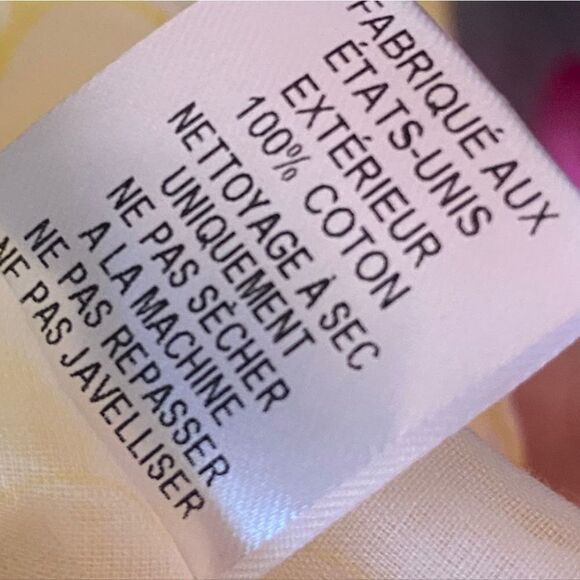 FABRIQUÉ AUX
ÉTATS-UNIS
EXTÉRIEUR
100% COTON
NETTOYAGE À SEC
UNIQUEMENT
NE PAS SÉCHER
A LA MACHINE
NE PAS REPASSER
NE PAS JAVELLISER